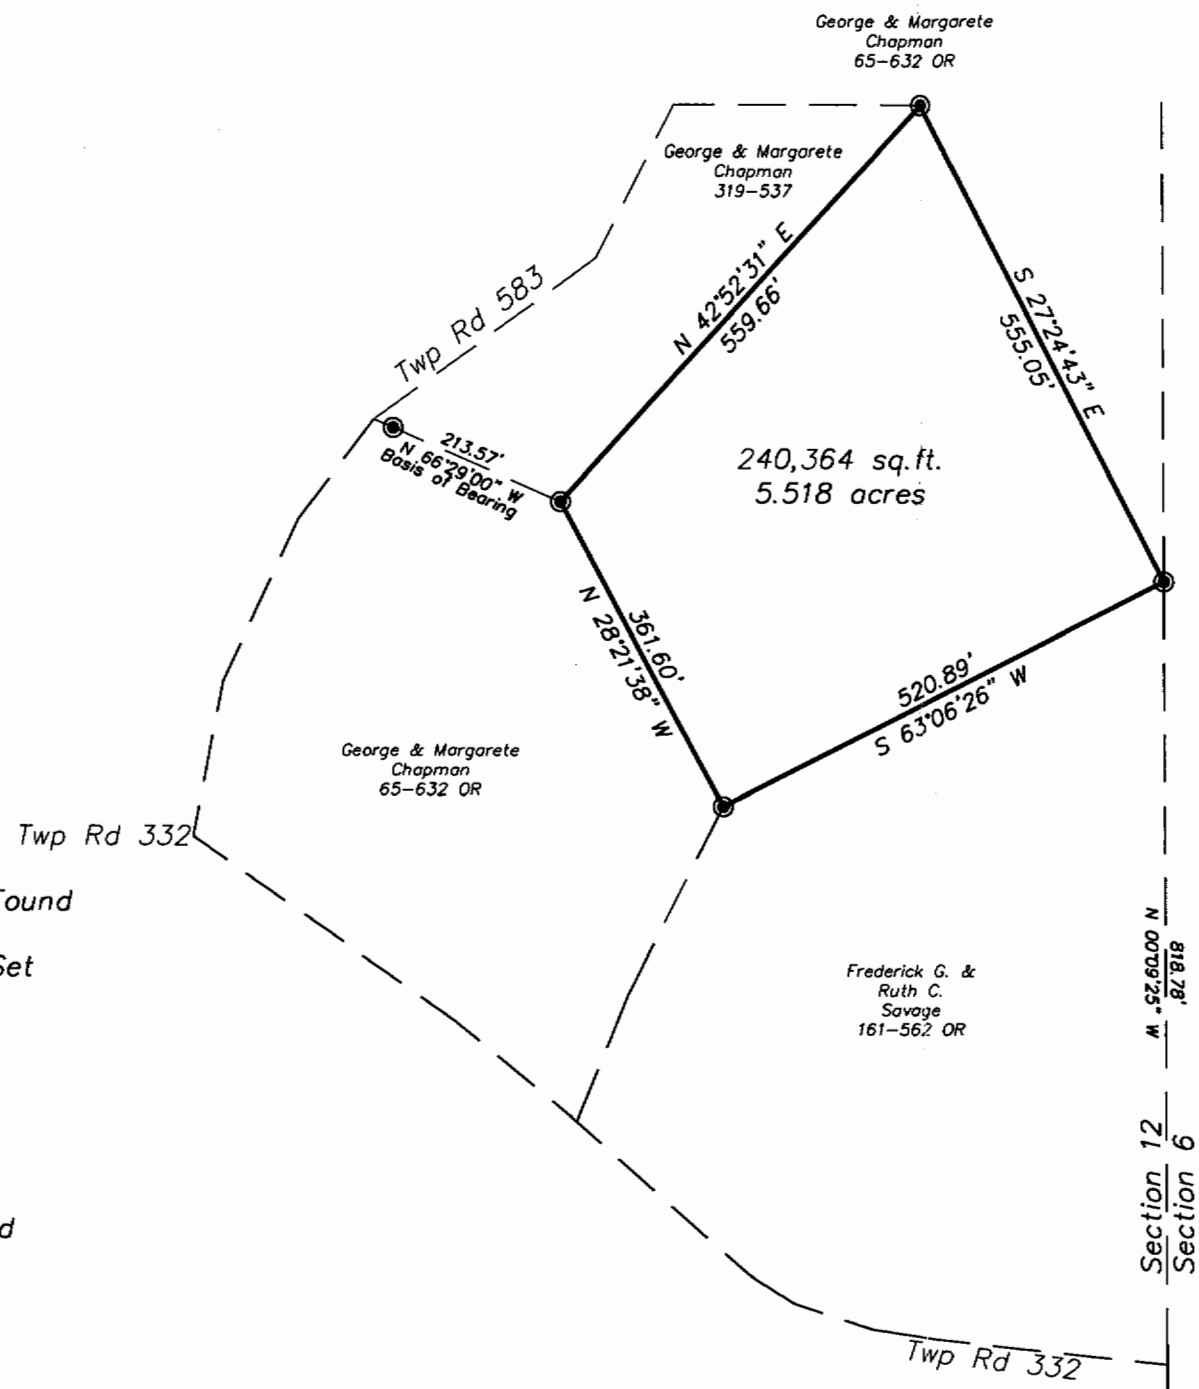 George & Margarete
Chapman
65-632 OR
George & Margarete
Chapman
319-537
Twp Rd 583
N 42°52'31" E
559.66'
S 27°24'43" E
555.05'
213.57'
N 66°29'00" W
Basis of Bearing
240,364 sq.ft.
5.518 acres
361.60'
N 28°21'38" W
520.89'
S 63°06'26" W
George & Margarete
Chapman
65-632 OR
Twp Rd 332
Found
Set
Frederick G. &
Ruth C.
Savage
161-562 OR
818.78'
N 00°09'25" W
Section 12
Section 6
d
Twp Rd 332